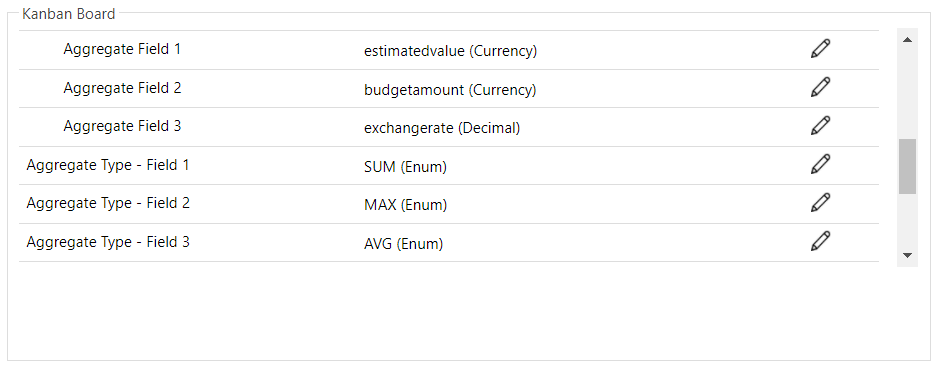 Kanban Board
Aggregate Field 1 estimatedvalue (Currency)
Aggregate Field 2 budgetamount (Currency)
Aggregate Field 3 exchangerate (Decimal)
Aggregate Type - Field 1 SUM (Enum)
Aggregate Type - Field 2 MAX (Enum)
Aggregate Type - Field 3 AVG (Enum)